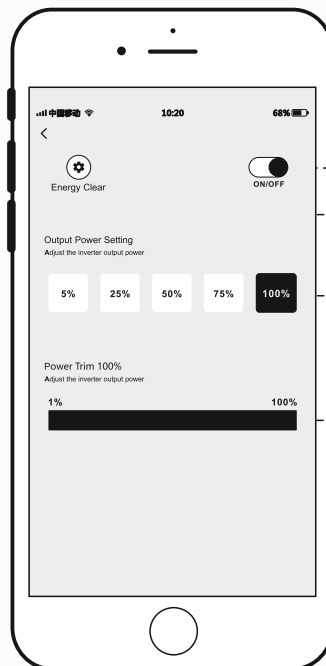 中国移动 10:20 68%
Energy Clear
ON/OFF
Output Power Setting
Adjust the inverter output power
5% 25% 50% 75% 100%
Power Trim 100%
Adjust the inverter output power
1% 100%